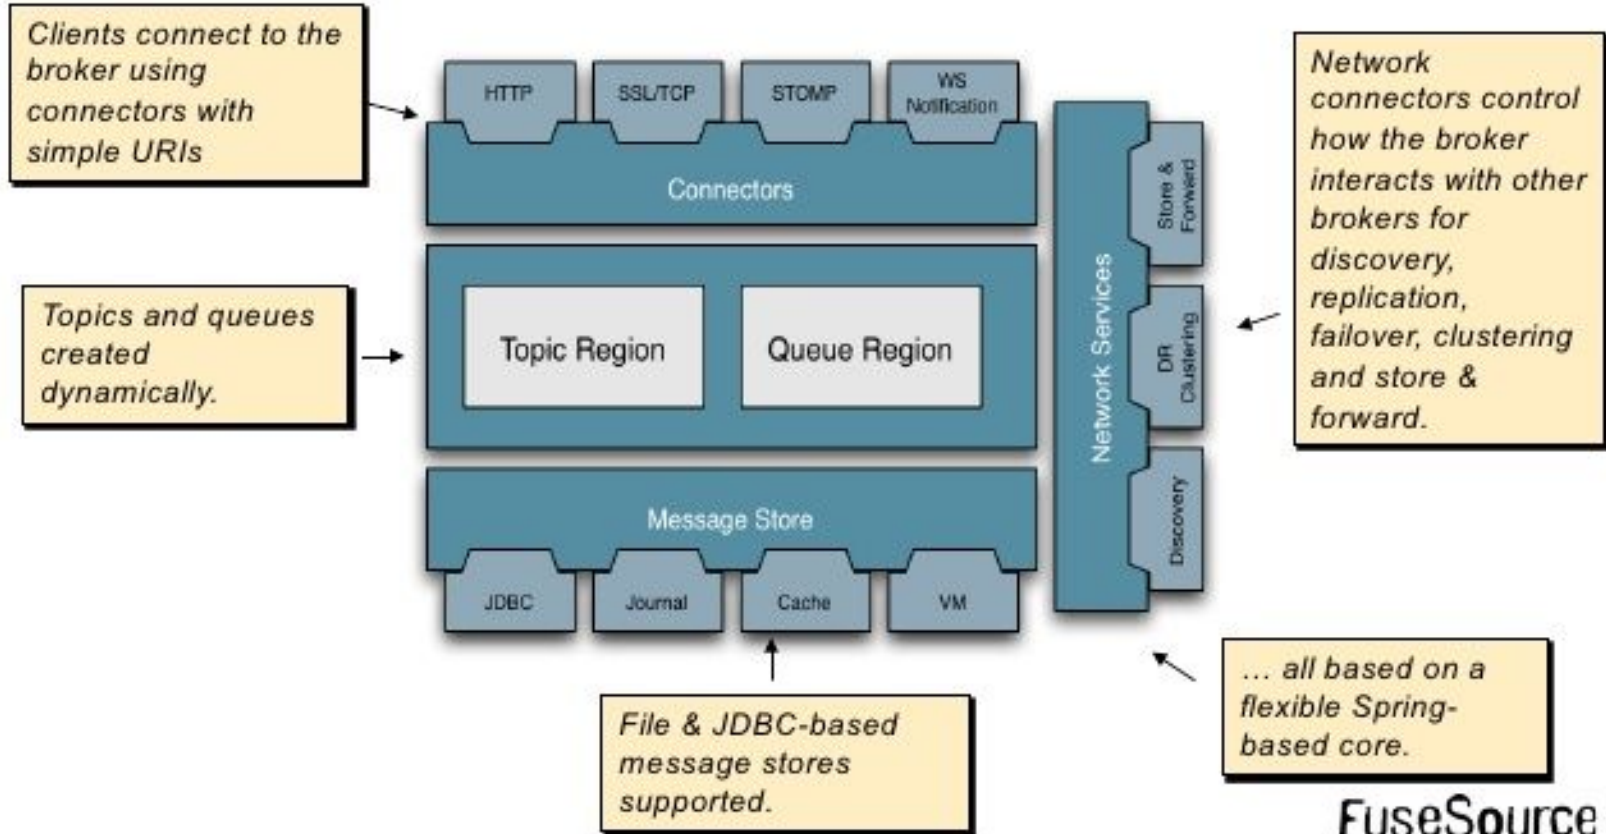 Clients connect to the
broker using
connectors with
simple URIs
HTTP
SSL/TCP
STOMP
WS
Notification
Connectors
Topics and queues
created
dynamically.
Topic Region
Queue Region
Message Store
JDBC
Journal
Cache
VM
Network Services
Store &
Forward
DR
Clustering
Discovery
Network
connectors control
how the broker
interacts with other
brokers for
discovery,
replication,
failover, clustering
and store &
forward.
File & JDBC-based
message stores
supported.
... all based on a
flexible Spring-
based core.
FuseSource